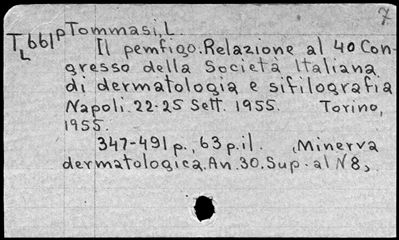 7
TL661p Tommasi, L.
Il pemfigo. Relazione al 40 Con-
gresso della Società Italiana
di dermatologia e sifilografia
Napoli. 22-25 Sett. 1955. Torino,
1955.
347-491 p., 63 p. il. (Minerva
dermatologica. An. 30. Sup. al N 8,